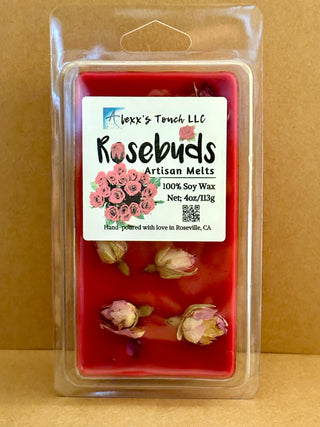 Alexx's Touch LLC
Rosebuds
Artisan Melts
100% Soy Wax
Net; 4oz/113g
Hand-poured with love in Roseville, CA